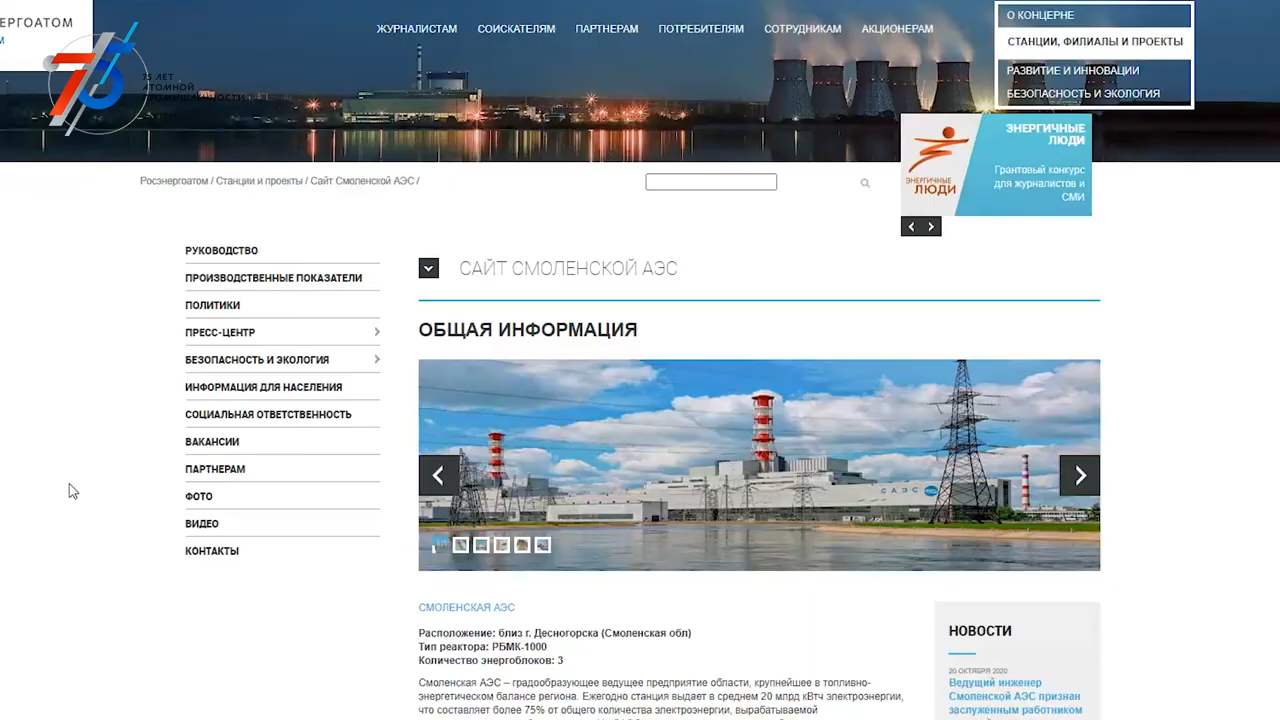 ЭРГОАТОМ
М
75 ЛЕТ
АТОМНОЙ
ПРОМЫШЛЕННОСТИ
ЖУРНАЛИСТАМ СОИСКАТЕЛЯМ ПАРТНЕРАМ ПОТРЕБИТЕЛЯМ СОТРУДНИКАМ АКЦИОНЕРАМ
О КОНЦЕРНЕ
СТАНЦИИ, ФИЛИАЛЫ И ПРОЕКТЫ
РАЗВИТИЕ И ИННОВАЦИИ
БЕЗОПАСНОСТЬ И ЭКОЛОГИЯ
ЭНЕРГИЧНЫЕ
ЛЮДИ
ЭНЕРГИЧНЫЕ
ЛЮДИ
Грантовый конкурс
для журналистов и
СМИ
Росэнергоатом / Станции и проекты / Сайт Смоленской АЭС /
РУКОВОДСТВО
ПРОИЗВОДСТВЕННЫЕ ПОКАЗАТЕЛИ
ПОЛИТИКИ
ПРЕСС-ЦЕНТР
БЕЗОПАСНОСТЬ И ЭКОЛОГИЯ
ИНФОРМАЦИЯ ДЛЯ НАСЕЛЕНИЯ
СОЦИАЛЬНАЯ ОТВЕТСТВЕННОСТЬ
ВАКАНСИИ
ПАРТНЕРАМ
ФОТО
ВИДЕО
КОНТАКТЫ
САЙТ СМОЛЕНСКОЙ АЭС
ОБЩАЯ ИНФОРМАЦИЯ
САЭС
СМОЛЕНСКАЯ АЭС
Расположение: близ г. Десногорска (Смоленская обл)
Тип реактора: РБМК-1000
Количество энергоблоков: 3
Смоленская АЭС – градообразующее ведущее предприятие области, крупнейшее в топливно-
энергетическом балансе региона. Ежегодно станция выдает в среднем 20 млрд кВтч электроэнергии,
что составляет более 75% от общего количества электроэнергии, вырабатываемой
НОВОСТИ
20 ОКТЯБРЯ 2020
Ведущий инженер
Смоленской АЭС признан
заслуженным работником